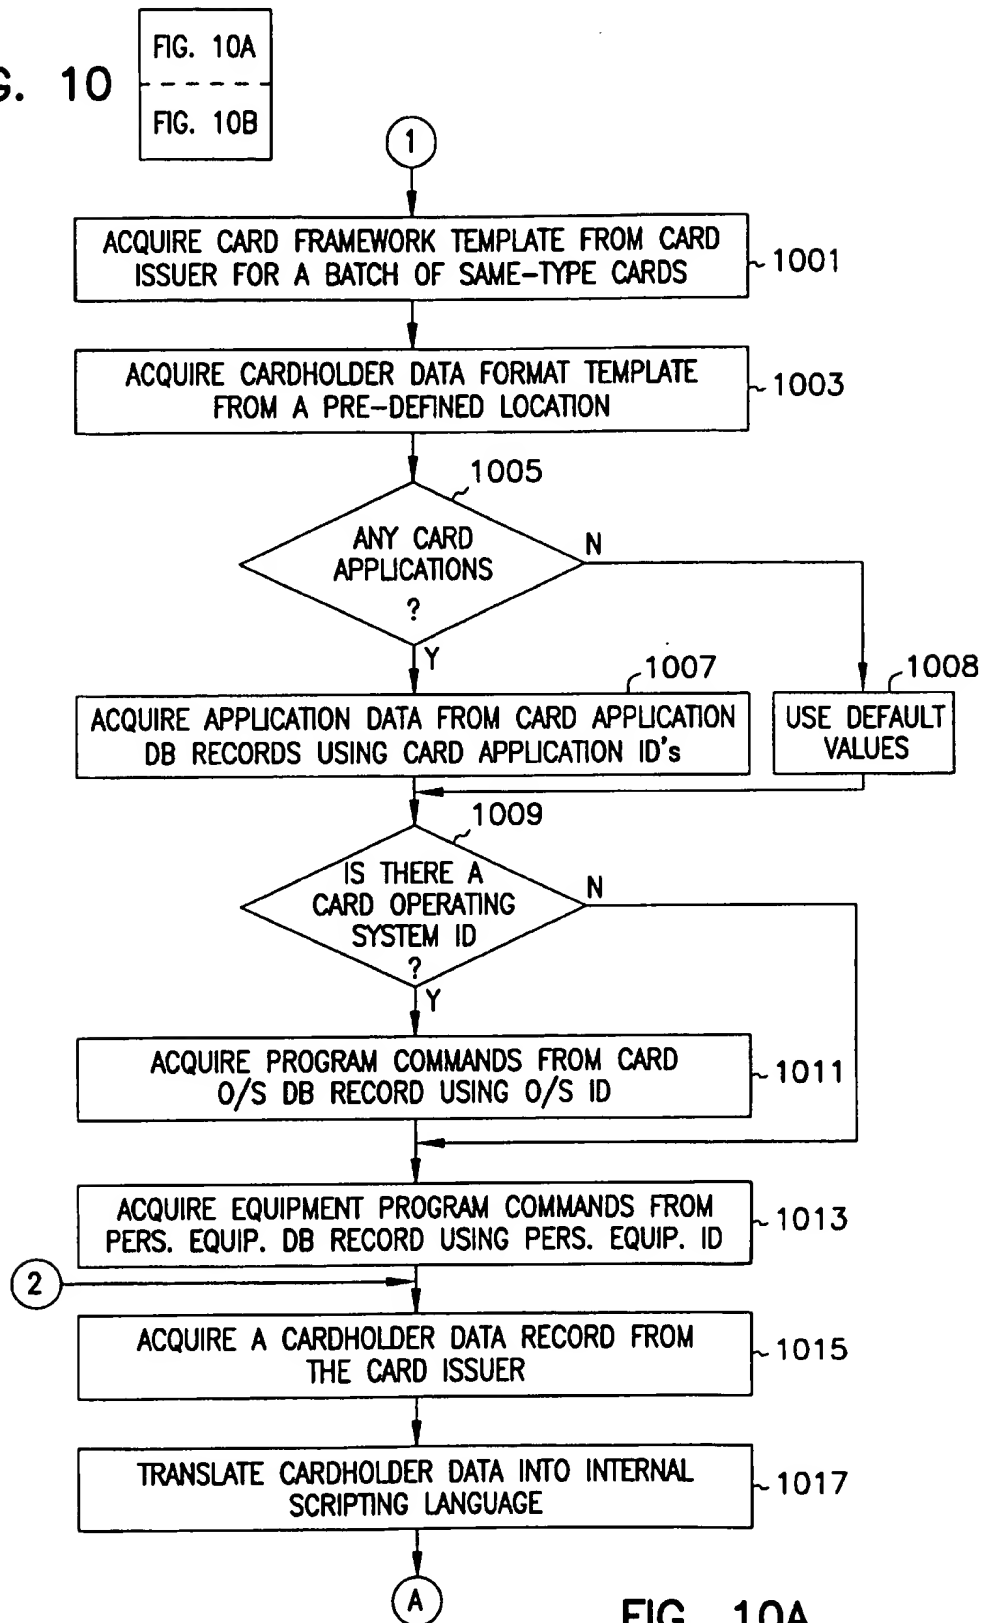 G. 10
FIG. 10A
FIG. 10B
1
ACQUIRE CARD FRAMEWORK TEMPLATE FROM CARD
ISSUER FOR A BATCH OF SAME-TYPE CARDS
1001
ACQUIRE CARDHOLDER DATA FORMAT TEMPLATE
FROM A PRE-DEFINED LOCATION
1003
1005
ANY CARD
APPLICATIONS
?
N
Y
1007
1008
ACQUIRE APPLICATION DATA FROM CARD APPLICATION
DB RECORDS USING CARD APPLICATION ID's
USE DEFAULT
VALUES
1009
IS THERE A
CARD OPERATING
SYSTEM ID
?
N
Y
ACQUIRE PROGRAM COMMANDS FROM CARD
O/S DB RECORD USING O/S ID
1011
ACQUIRE EQUIPMENT PROGRAM COMMANDS FROM
PERS. EQUIP. DB RECORD USING PERS. EQUIP. ID
1013
2
ACQUIRE A CARDHOLDER DATA RECORD FROM
THE CARD ISSUER
1015
TRANSLATE CARDHOLDER DATA INTO INTERNAL
SCRIPTING LANGUAGE
1017
A
FIG. 10A